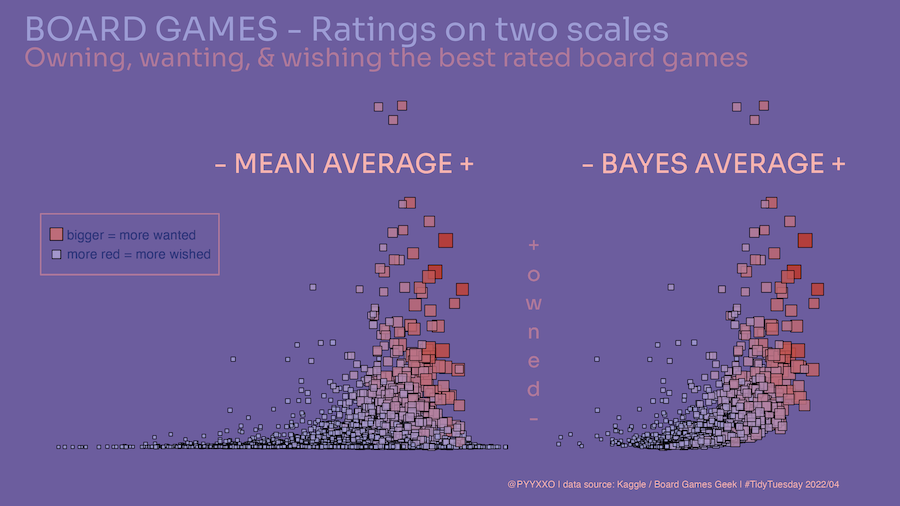 BOARD GAMES - Ratings on two scales
Owning, wanting, & wishing the best rated board games
- MEAN AVERAGE +
- BAYES AVERAGE +
bigger = more wanted
more red = more wished
+
o
w
n
e
d
-
@PYYXXO I data source: Kaggle / Board Games Geek I #TidyTuesday 2022/04